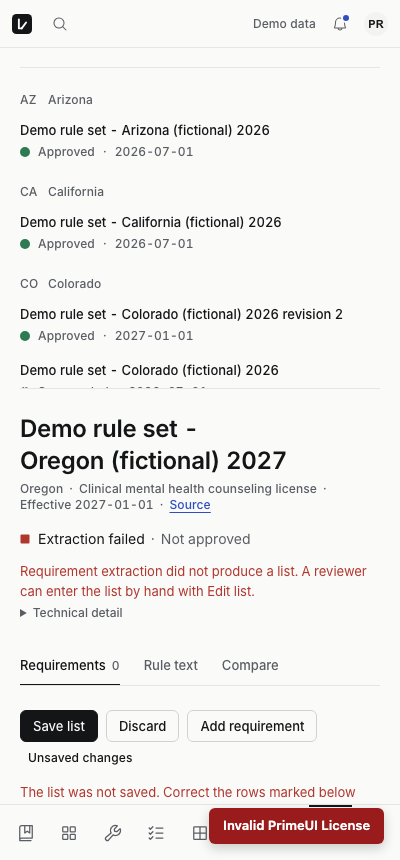 Demo data
PR
AZ Arizona
Demo rule set - Arizona (fictional) 2026
Approved · 2026-07-01
CA California
Demo rule set - California (fictional) 2026
Approved · 2026-07-01
CO Colorado
Demo rule set - Colorado (fictional) 2026 revision 2
Approved · 2027-01-01
Demo rule set - Colorado (fictional) 2026
Demo rule set -
Oregon (fictional) 2027
Oregon · Clinical mental health counseling license ·
Effective 2027-01-01 · Source
Extraction failed · Not approved
Requirement extraction did not produce a list. A reviewer
can enter the list by hand with Edit list.
Technical detail
Requirements 0 Rule text Compare
Save list Discard Add requirement
Unsaved changes
The list was not saved. Correct the rows marked below
Invalid PrimeUI License